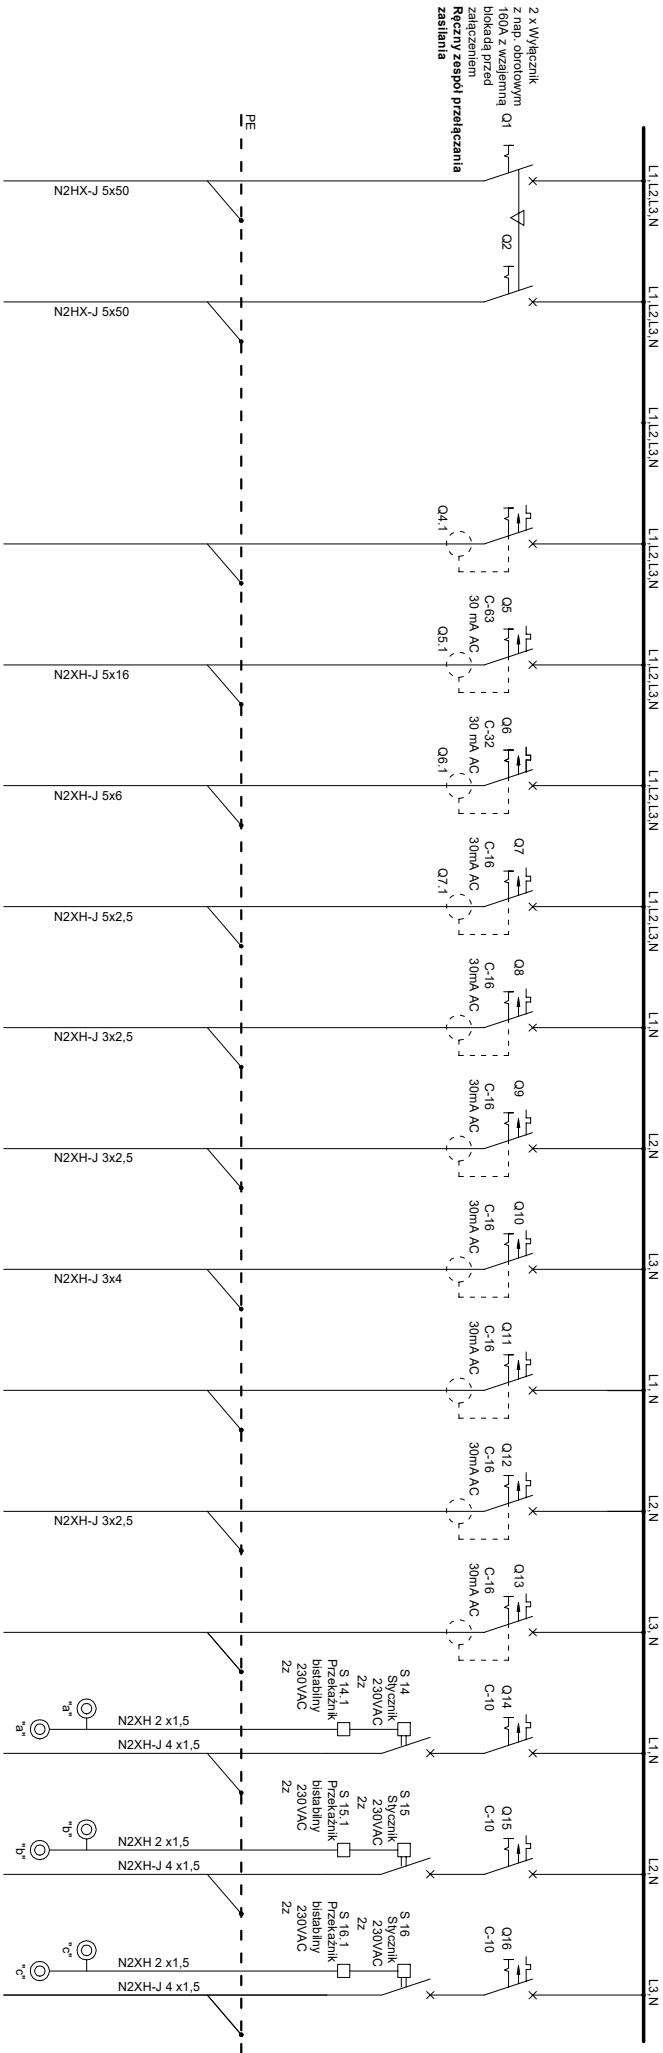 2 x Wyłącznik
z nap. obrotowym
160A z wzajemną
blokadą przed
załączeniem
Ręczny zespół przełączania
zasilania
PE
L1,L2,L3,N
Q1
N2HX-J 5x50
L1,L2,L3,N
Q2
N2HX-J 5x50
L1,L2,L3,N
L1,L2,L3,N
Q4.1
L1,L2,L3,N
Q5
C-63
30 mA AC
Q5.1
N2XH-J 5x16
L1,L2,L3,N
Q6
C-32
30 mA AC
Q6.1
N2XH-J 5x6
L1,L2,L3,N
Q7
C-16
30mA AC
Q7.1
N2XH-J 5x2,5
L1,N
Q8
C-16
30mA AC
N2XH-J 3x2,5
L2,N
Q9
C-16
30mA AC
N2XH-J 3x2,5
L3,N
Q10
C-16
30mA AC
N2XH-J 3x4
L1, N
Q11
C-16
30mA AC
L2,N
Q12
C-16
30mA AC
N2XH-J 3x2,5
L3, N
Q13
C-16
30mA AC
L1,N
Q14
C-10
S 14
Stycznik
230VAC
2z
S 14.1
Przekaźnik
bistabilny
230VAC
2z
N2XH 2 x1,5
N2XH-J 4 x1,5
"a"
"a"
L2,N
Q15
C-10
S 15
Stycznik
230VAC
2z
S 15.1
Przekaźnik
bistabilny
230VAC
2z
N2XH 2 x1,5
N2XH-J 4 x1,5
"b"
"b"
L3,N
Q16
C-10
S 16
Stycznik
230VAC
2z
S 16.1
Przekaźnik
bistabilny
230VAC
2z
N2XH 2 x1,5
N2XH-J 4 x1,5
"c"
"c"